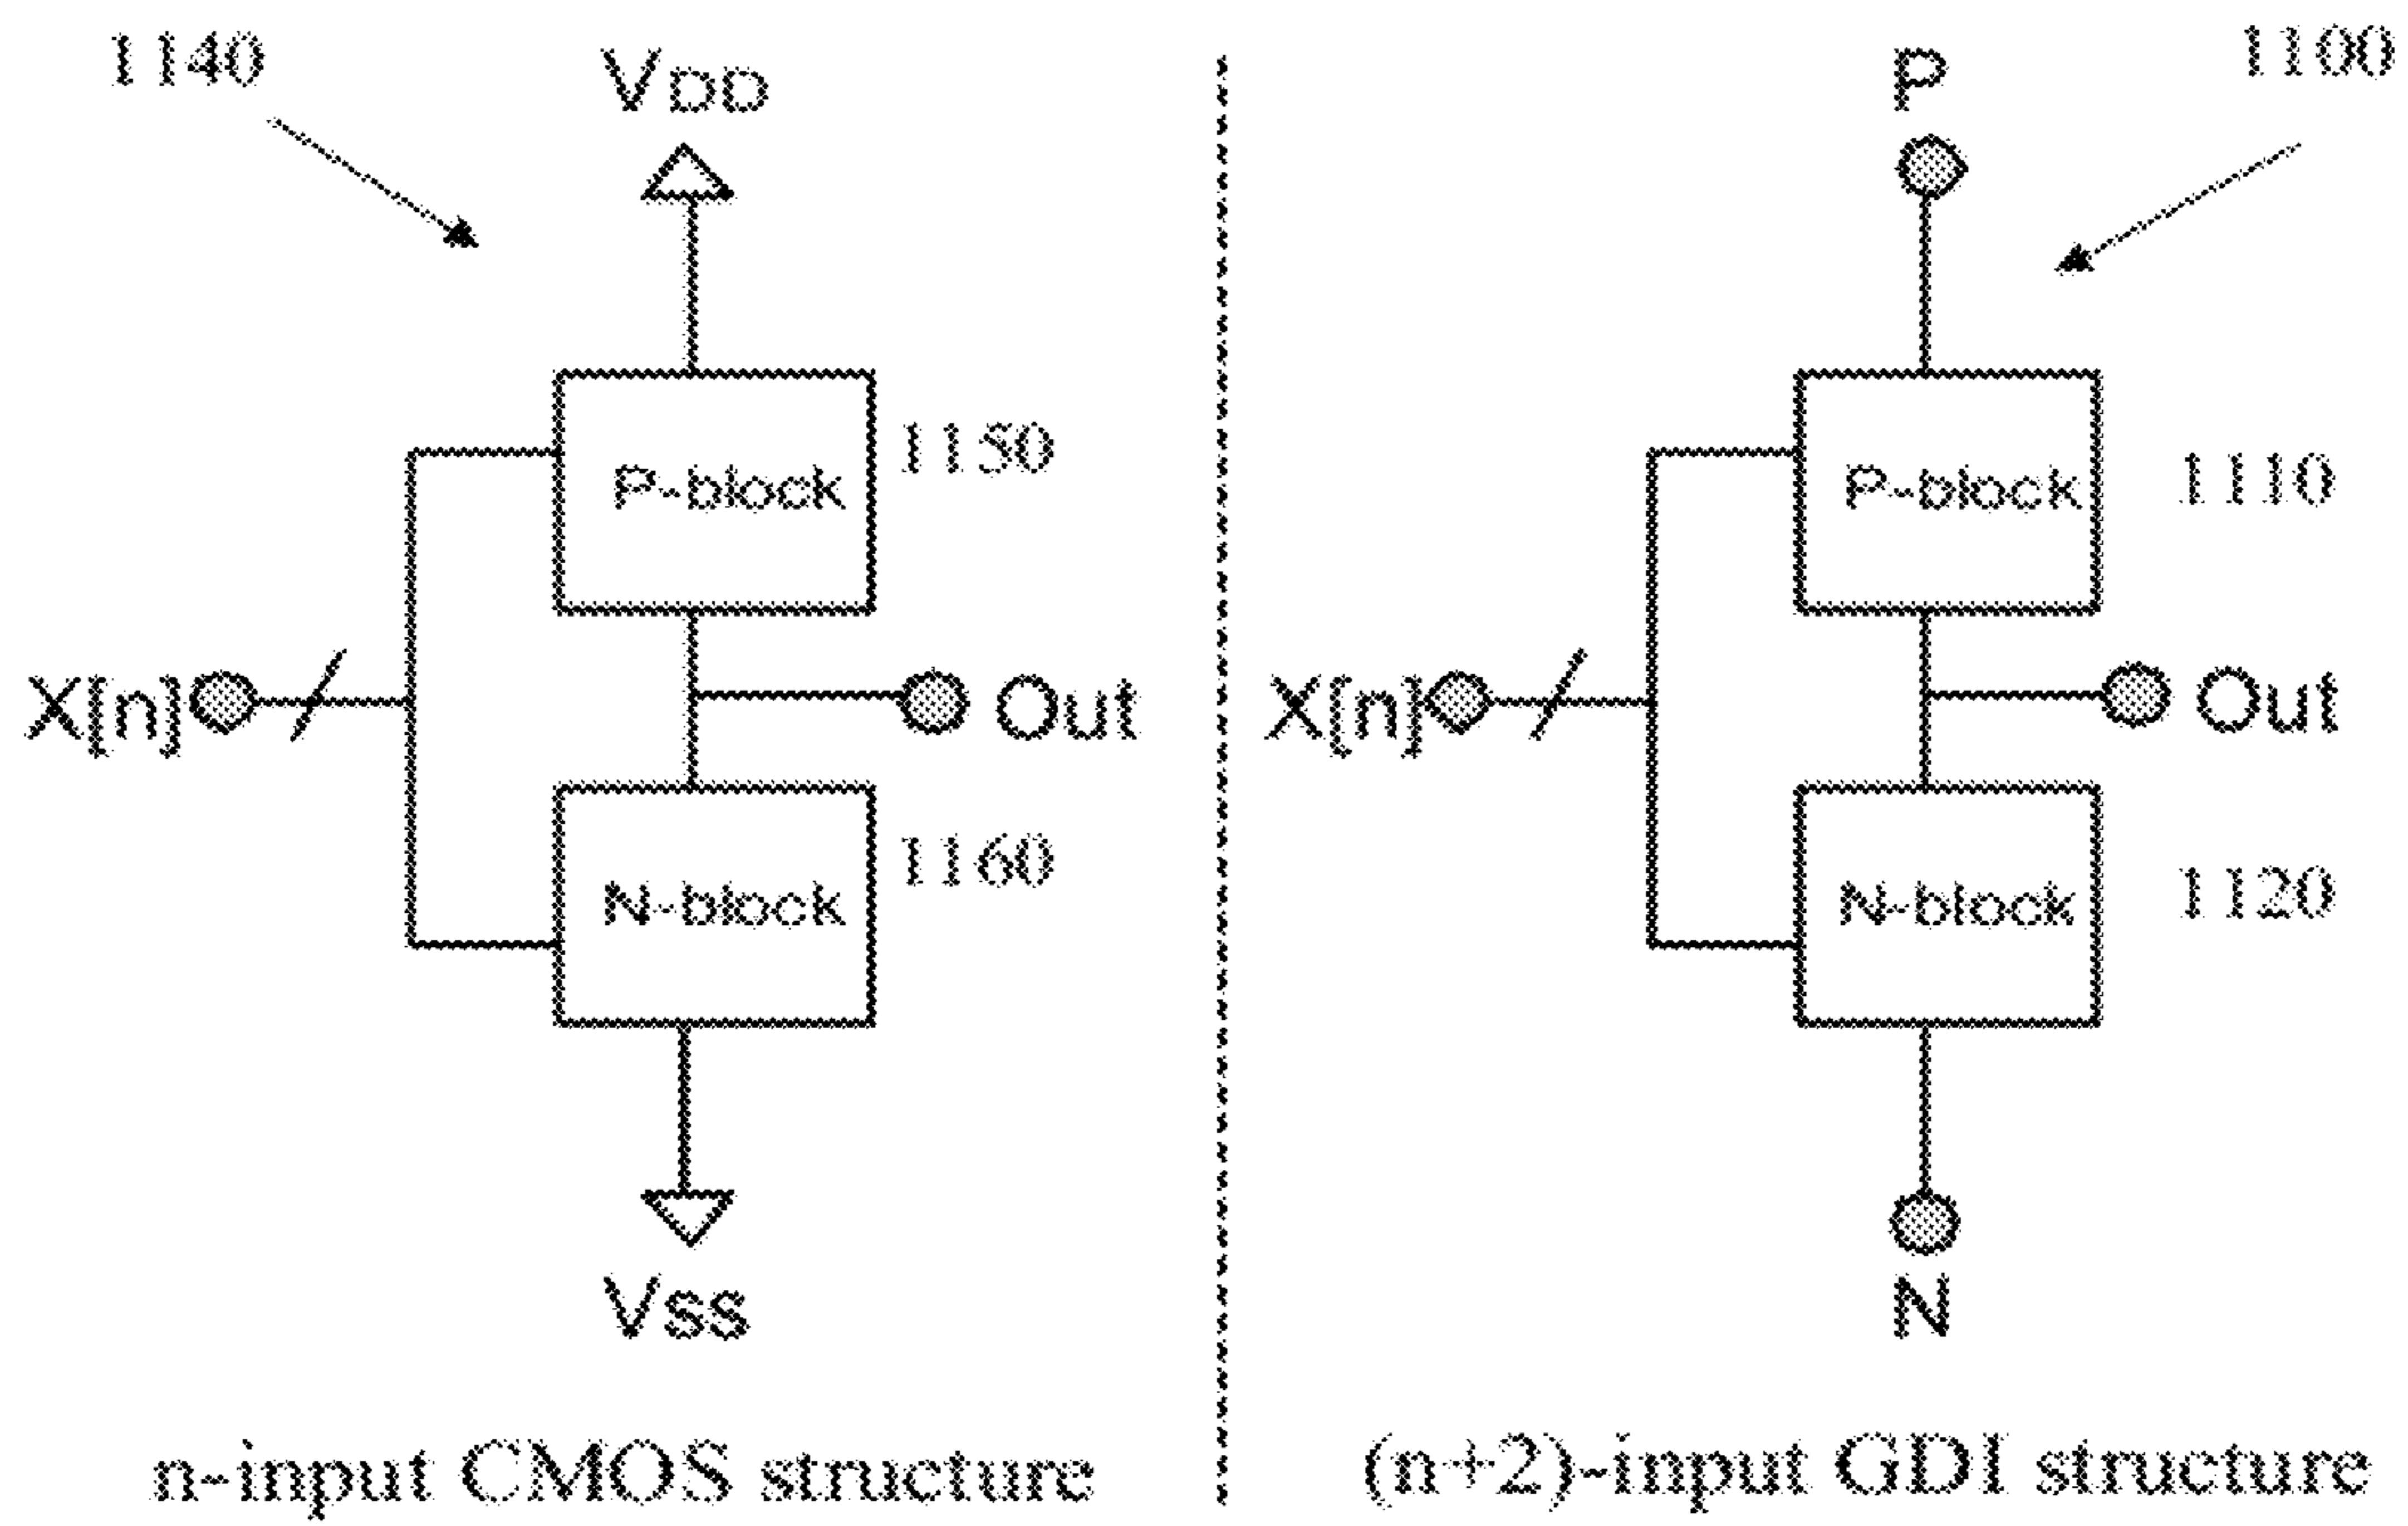 1140
VDD
1150
P-block
X[n]
Out
1160
N-block
Vss
n-input CMOS structure
P
1100
P-block
1110
X[n]
Out
N-block
1120
N
(n+2)-input GDI structure